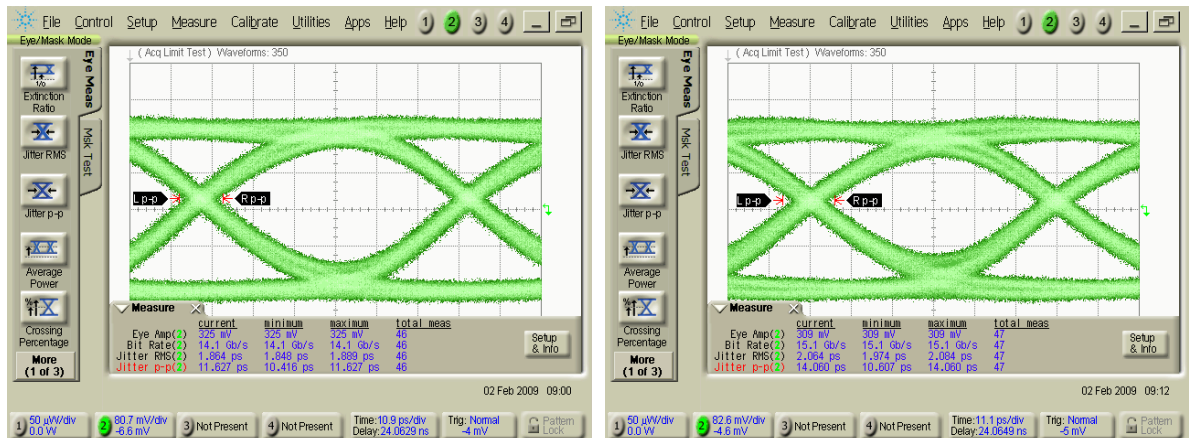 File Control Setup Measure Calibrate Utilities Apps Help 1 2 3 4
Eye/Mask Mode
( Acq Limit Test ) Waveforms: 350
Eye Meas
Msk Test
1/0
Extinction
Ratio
Jitter RMS
Jitter p-p
Average
Power
%
Crossing
Percentage
More
(1 of 3)
L p-p R p-p
Measure
current minimum maximum total meas
Eye Amp(2) 325 mV 325 mV 325 mV 46
Bit Rate(2) 14.1 Gb/s 14.1 Gb/s 14.1 Gb/s 46
Jitter RMS(2) 1.864 ps 1.848 ps 1.889 ps 46
Jitter p-p(2) 11.627 ps 10.416 ps 11.627 ps 46
Setup
& Info
02 Feb 2009 09:00
1) 50 µW/div
0.0 W
2) 80.7 mV/div
-6.6 mV
3) Not Present
4) Not Present
Time:10.9 ps/div
Delay:24.0629 ns
Trig: Normal
-4 mV
Pattern
Lock
File Control Setup Measure Calibrate Utilities Apps Help 1 2 3 4
Eye/Mask Mode
( Acq Limit Test ) Waveforms: 350
Eye Meas
Msk Test
1/0
Extinction
Ratio
Jitter RMS
Jitter p-p
Average
Power
%
Crossing
Percentage
More
(1 of 3)
L p-p R p-p
Measure
current minimum maximum total meas
Eye Amp(2) 309 mV 309 mV 309 mV 47
Bit Rate(2) 15.1 Gb/s 15.1 Gb/s 15.1 Gb/s 47
Jitter RMS(2) 2.064 ps 1.974 ps 2.084 ps 47
Jitter p-p(2) 14.060 ps 10.607 ps 14.060 ps 47
Setup
& Info
02 Feb 2009 09:12
1) 50 µW/div
0.0 W
2) 82.6 mV/div
-4.6 mV
3) Not Present
4) Not Present
Time:11.1 ps/div
Delay:24.0649 ns
Trig: Normal
-5 mV
Pattern
Lock